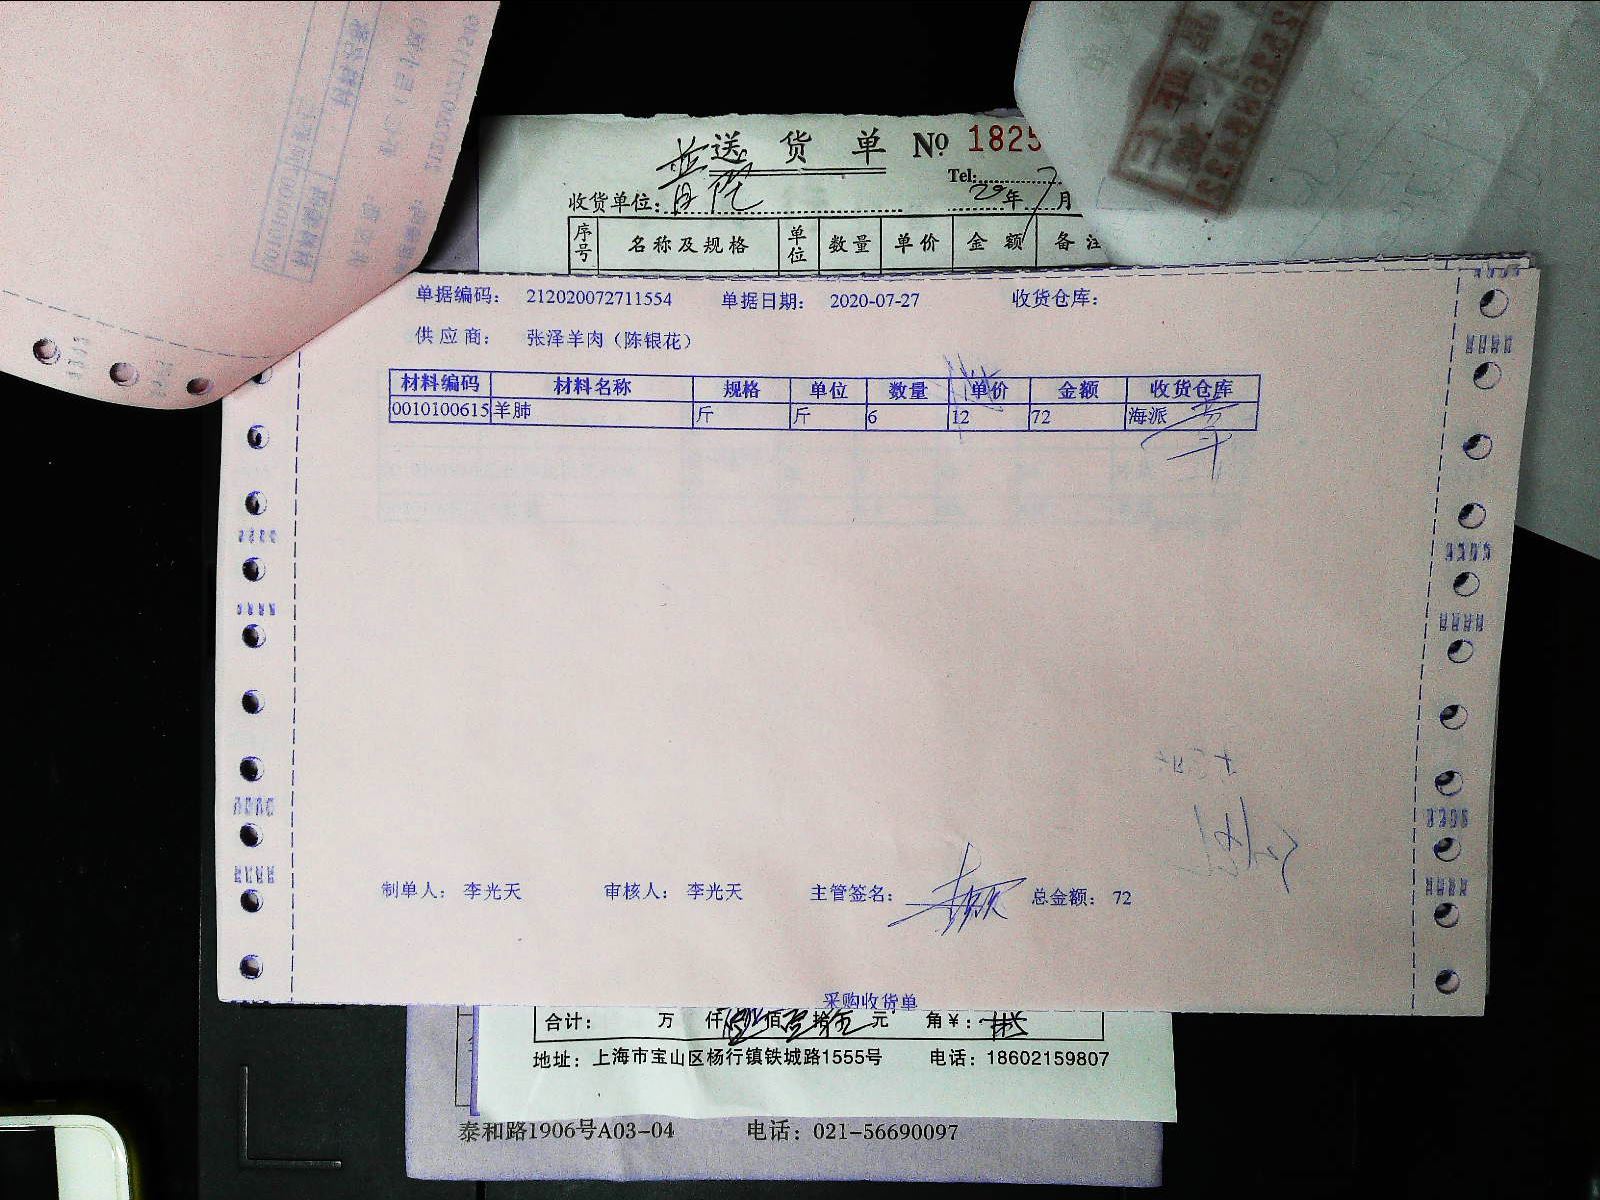 送货单 No 1825
Tel:
收货单位: 年 7 月
序号 名称及规格 单位 数量 单价 金额 备注
单据编码: 212020072711554 单据日期: 2020-07-27 收货仓库:
供应商: 张泽羊肉(陈银花)
材料编码 材料名称 规格 单位 数量 单价 金额 收货仓库
0010100615 羊肺 斤 斤 6 12 72 海派
制单人: 李光天 审核人: 李光天 主管签名: 总金额: 72
采购收货单
合计: 万 仟 佰 拾 元 角 ¥:
地址: 上海市宝山区杨行镇铁城路1555号 电话: 18602159807
泰和路1906号A03-04 电话: 021-56690097